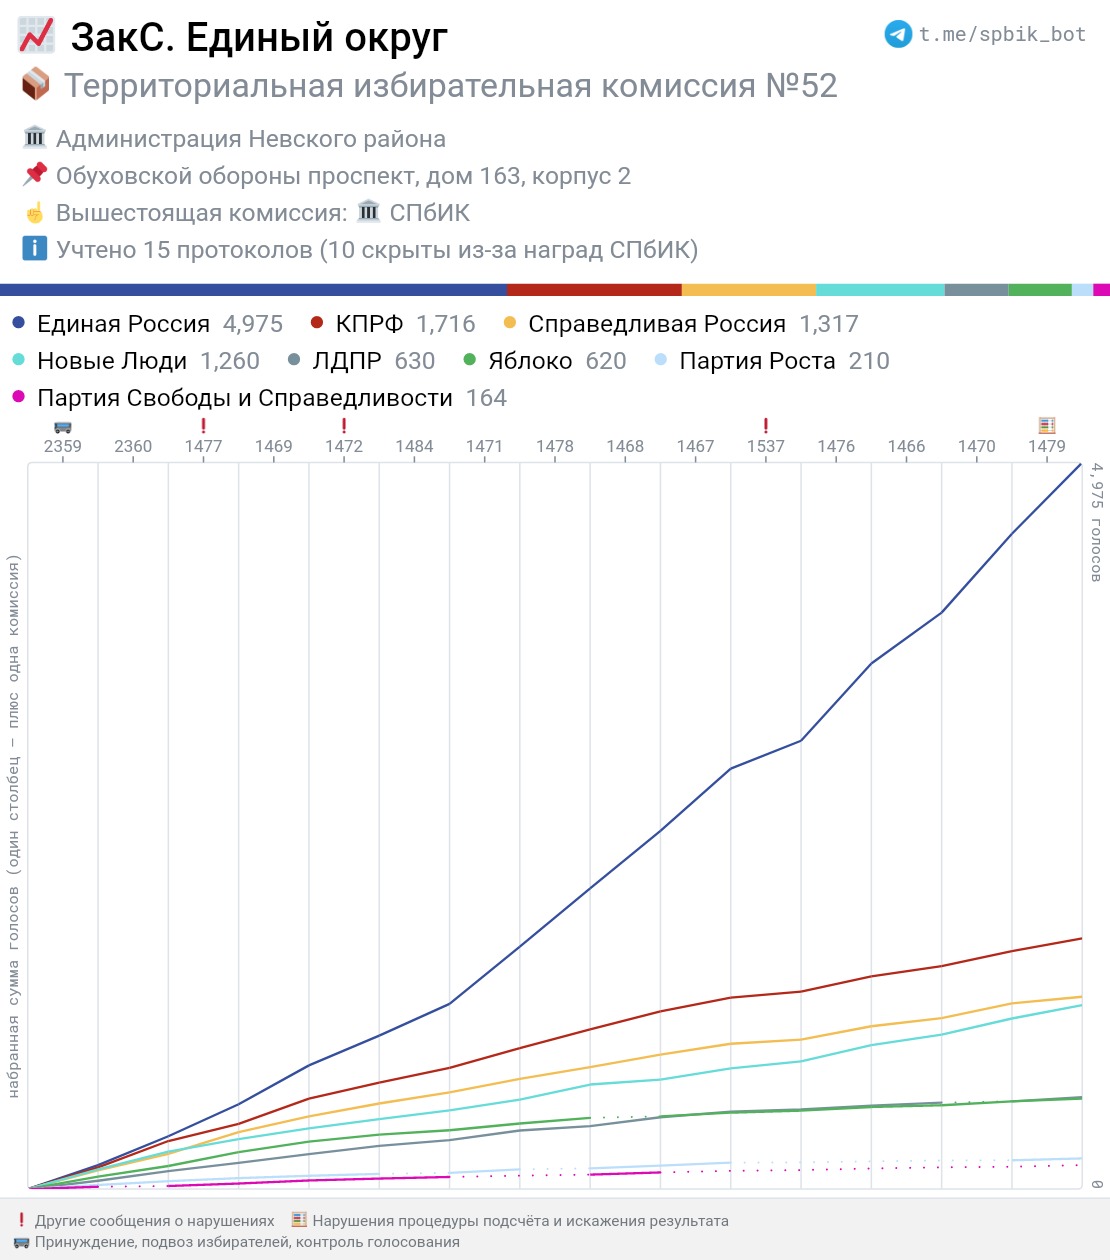 ЗакС. Единый округ
t.me/spbik_bot
Территориальная избирательная комиссия №52
Администрация Невского района
Обуховской обороны проспект, дом 163, корпус 2
Вышестоящая комиссия: СПбИК
Учтено 15 протоколов (10 скрыты из-за наград СПбИК)
Единая Россия 4,975 КПРФ 1,716 Справедливая Россия 1,317
Новые Люди 1,260 ЛДПР 630 Яблоко 620 Партия Роста 210
Партия Свободы и Справедливости 164
2359 2360 1477 1469 1472 1484 1471 1478 1468 1467 1537 1476 1466 1470 1479
набранная сумма голосов (один столбец — плюс одна комиссия)
4,975 голосов
0
Другие сообщения о нарушениях Нарушения процедуры подсчёта и искажения результата
Принуждение, подвоз избирателей, контроль голосования